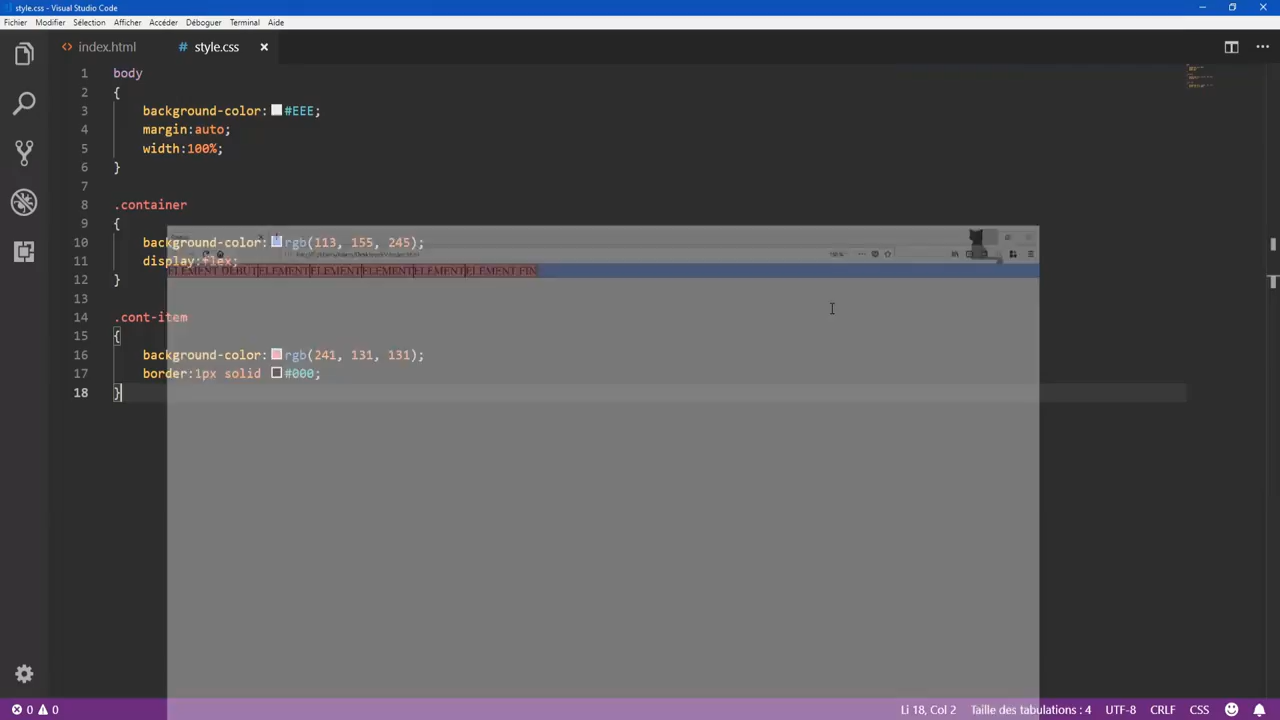 style.css - Visual Studio Code
Fichier Modifier Sélection Afficher Accéder Déboguer Terminal Aide
index.html
style.css
1 body
2 {
3 background-color: #EEE;
4 margin:auto;
5 width:100%;
6 }
7
8 .container
9 {
10 background-color: rgb(113, 155, 245);
11 display:flex;
12 }
13
14 .cont-item
15 {
16 background-color: rgb(241, 131, 131);
17 border:1px solid #000;
18 }
ELEMENT DEBUT ELEMENT ELEMENT ELEMENT ELEMENT ELEMENT FIN
0 0
Li 18, Col 2 Taille des tabulations : 4 UTF-8 CRLF CSS